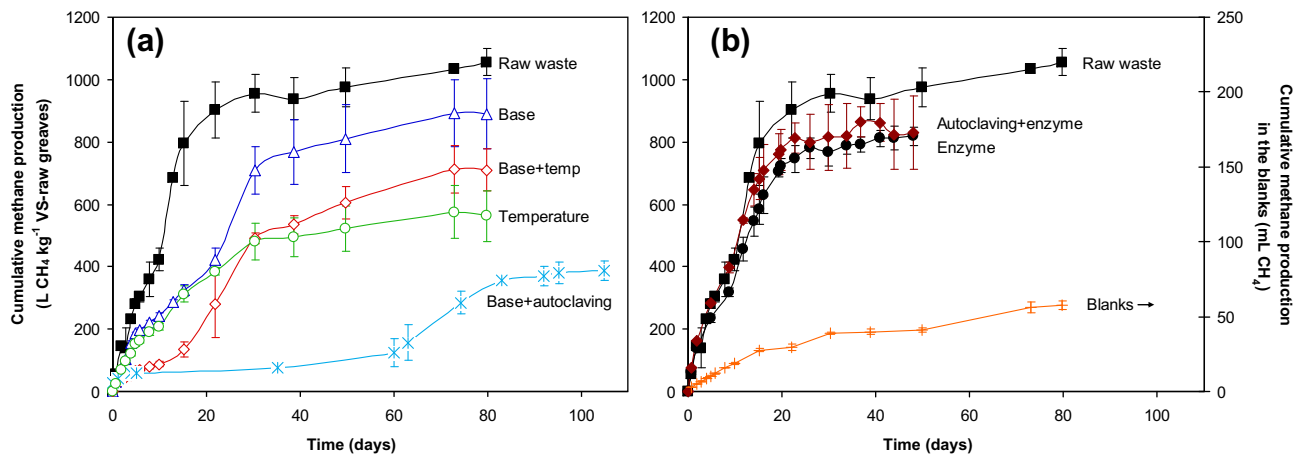 (a)
Cumulative methane production
(L CH₄ kg⁻¹ VS-raw greaves)
1200
1000
800
600
400
200
0
0 20 40 60 80 100
Time (days)
Raw waste
Base
Base+temp
Temperature
Base+autoclaving
(b)
1200
1000
800
600
400
200
0
0 20 40 60 80 100
Time (days)
Raw waste
Autoclaving+enzyme
Enzyme
Blanks
250
200
150
100
50
0
Cumulative methane production
in the blanks (mL CH₄)